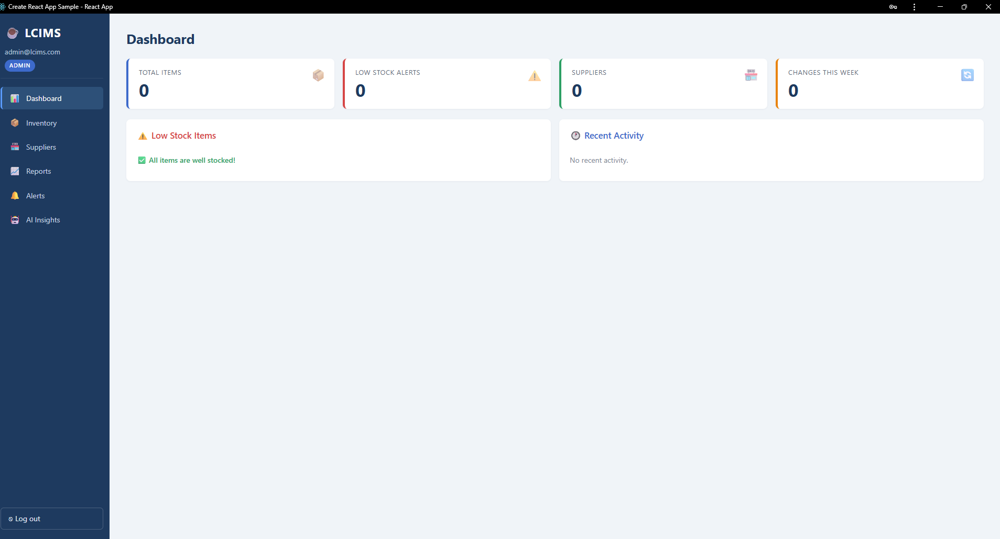 Create React App Sample - React App
LCIMS
admin@lcims.com
ADMIN
Dashboard
Inventory
Suppliers
Reports
Alerts
AI Insights
Log out
Dashboard
TOTAL ITEMS
0
LOW STOCK ALERTS
0
SUPPLIERS
0
CHANGES THIS WEEK
0
Low Stock Items
All items are well stocked!
Recent Activity
No recent activity.